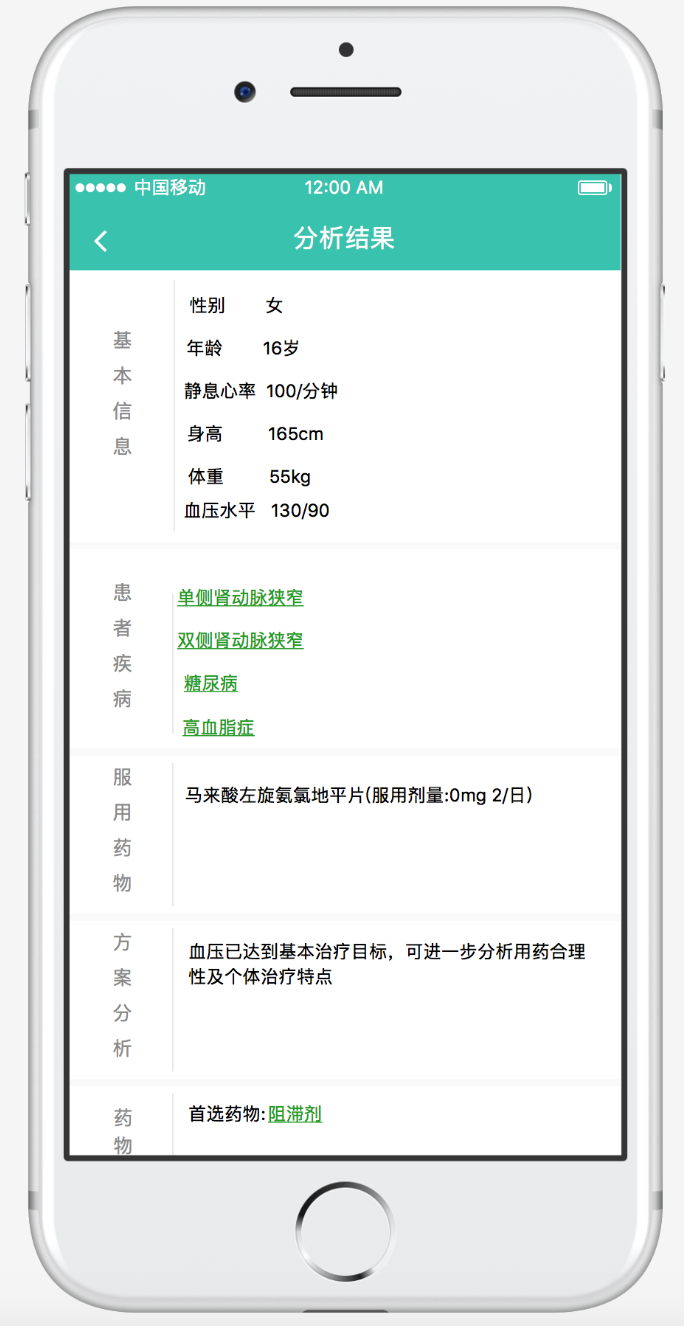 中国移动 12:00 AM
分析结果
基本信息
性别 女
年龄 16岁
静息心率 100/分钟
身高 165cm
体重 55kg
血压水平 130/90
患者疾病
单侧肾动脉狭窄
双侧肾动脉狭窄
糖尿病
高血脂症
服用药物
马来酸左旋氨氯地平片(服用剂量:0mg 2/日)
方案分析
血压已达到基本治疗目标，可进一步分析用药合理
性及个体治疗特点
药物
首选药物:阻滞剂